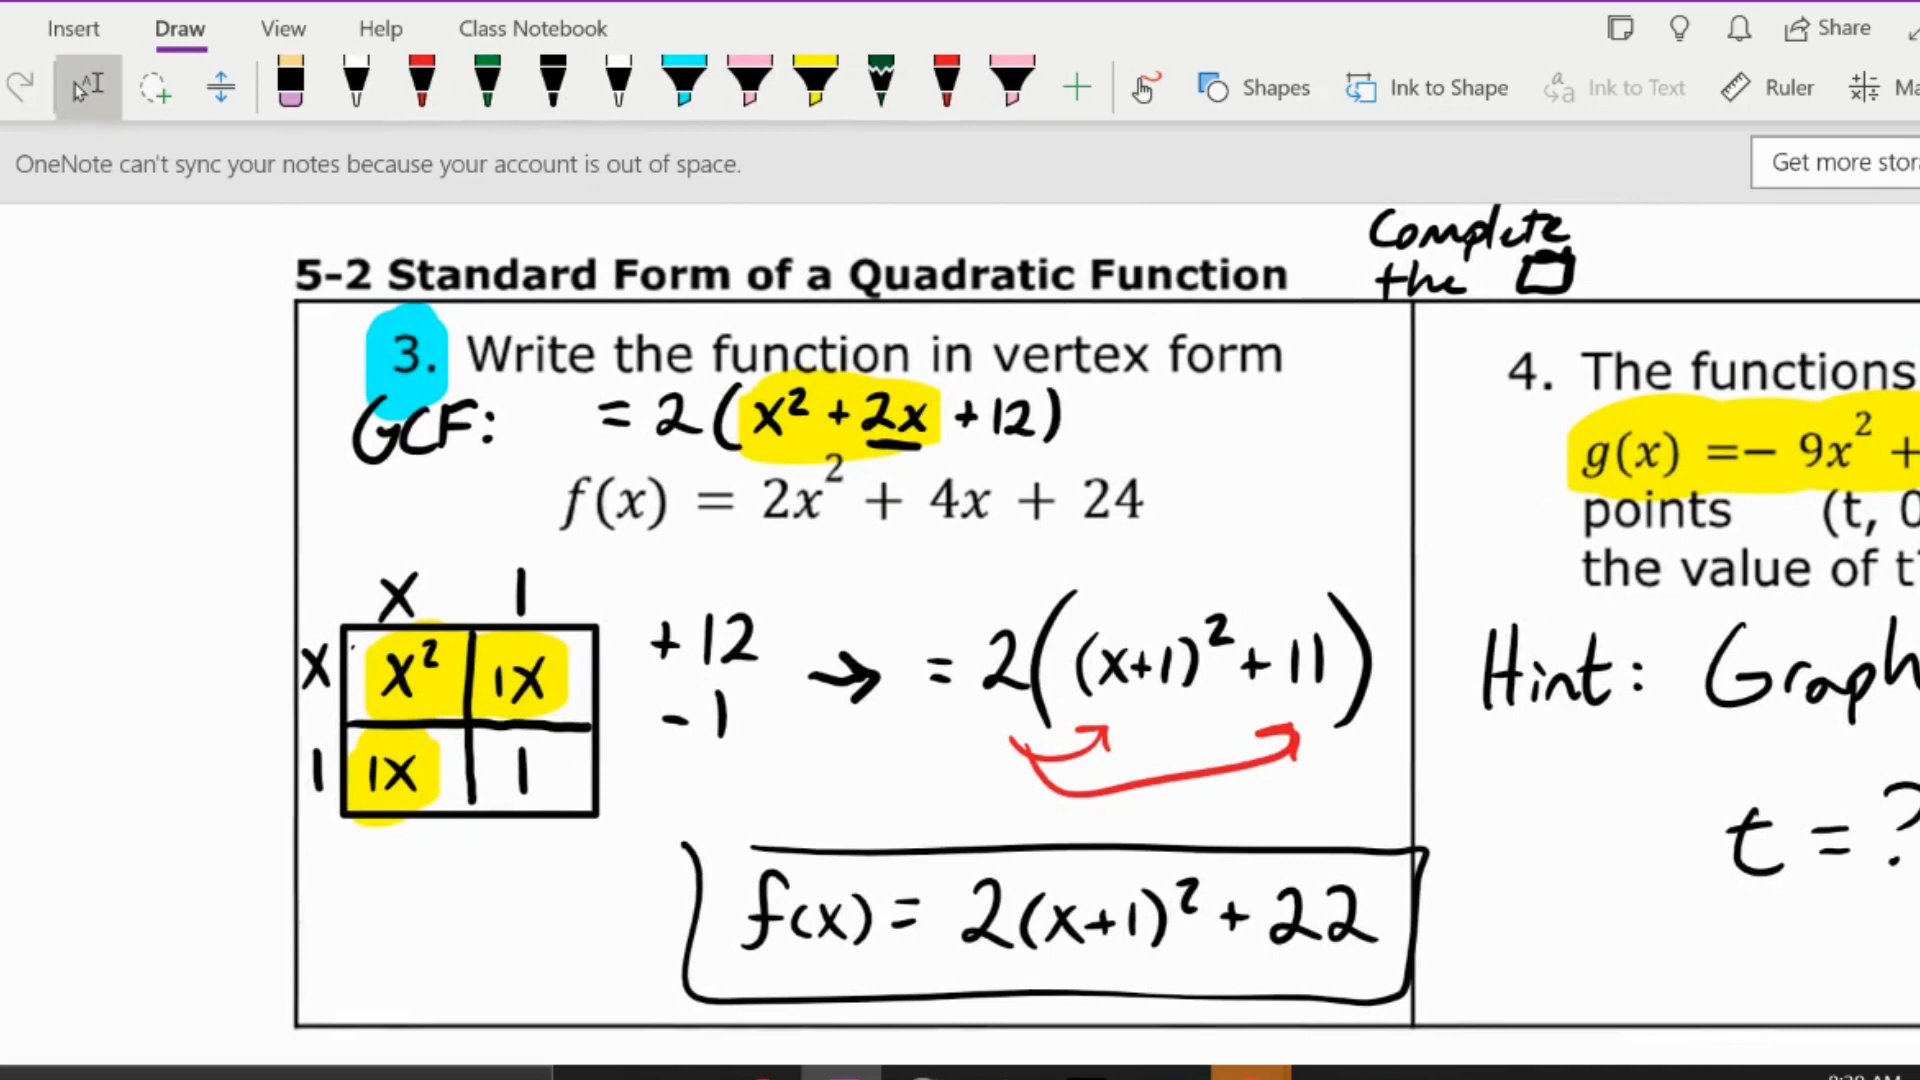 Insert Draw View Help Class Notebook Share
Shapes Ink to Shape Ink to Text Ruler Ma
OneNote can't sync your notes because your account is out of space. Get more stor
Complete
the
5-2 Standard Form of a Quadratic Function
3. Write the function in vertex form
GCF: = 2(x² + 2x + 12)
f(x) = 2x² + 4x + 24
x 1
x x² 1x
1 1x 1
+ 12
- 1
→ = 2((x+1)² + 11)
f(x) = 2(x+1)² + 22
4. The functions
g(x) =− 9x² +
points (t, 0
the value of t
Hint: Graph
t = ?